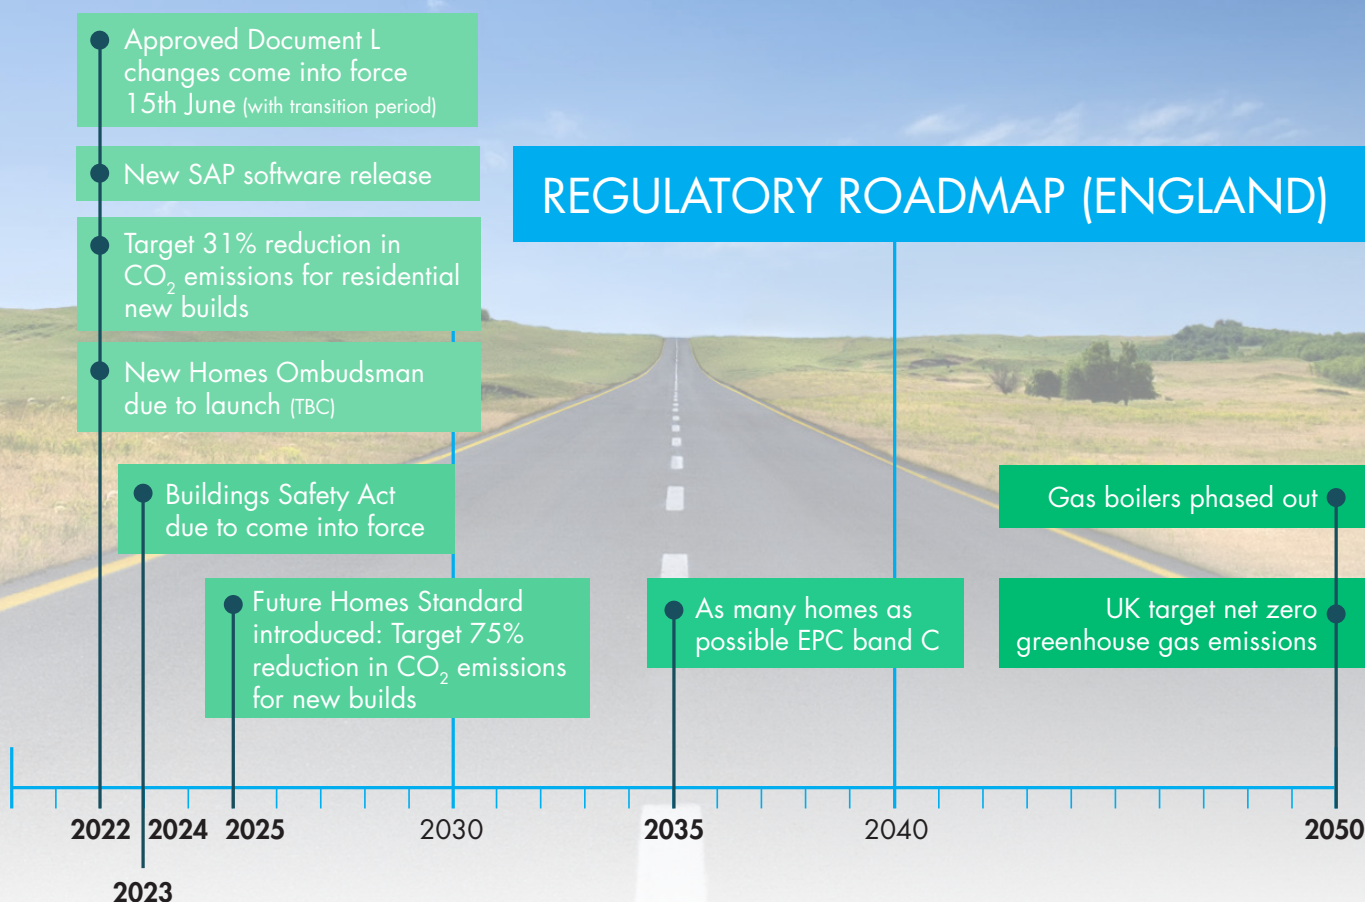 Approved Document L
changes come into force
15th June (with transition period)
New SAP software release
REGULATORY ROADMAP (ENGLAND)
Target 31% reduction in
CO₂ emissions for residential
new builds
New Homes Ombudsman
due to launch (TBC)
Buildings Safety Act
due to come into force
Gas boilers phased out
Future Homes Standard
introduced: Target 75%
reduction in CO₂ emissions
for new builds
As many homes as
possible EPC band C
UK target net zero
greenhouse gas emissions
2022 2024 2025 2030 2035 2040 2050
2023